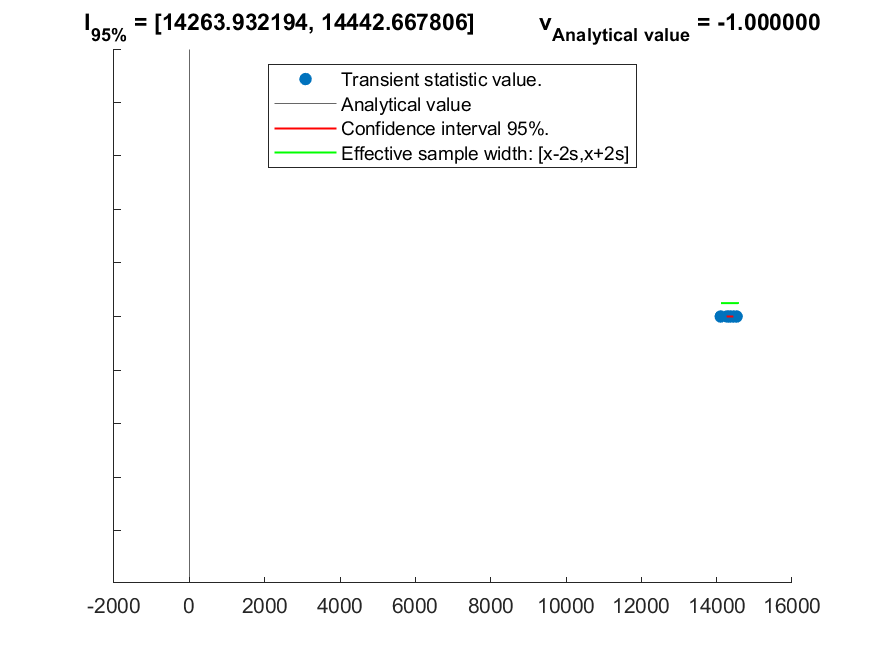 I95% = [14263.932194, 14442.667806] vAnalytical value = -1.000000
Transient statistic value.
Analytical value
Confidence interval 95%.
Effective sample width: [x-2s,x+2s]
-2000 0 2000 4000 6000 8000 10000 12000 14000 16000